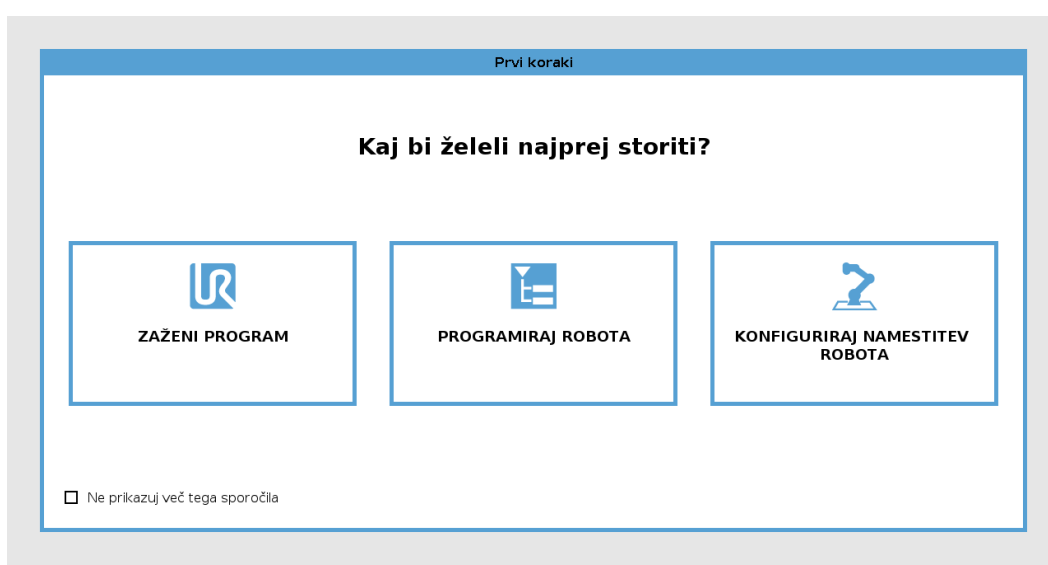 Prvi koraki
Kaj bi želeli najprej storiti?
UR
ZAŽENI PROGRAM
PROGRAMIRAJ ROBOTA
KONFIGURIRAJ NAMESTITEV
ROBOTA
Ne prikazuj več tega sporočila